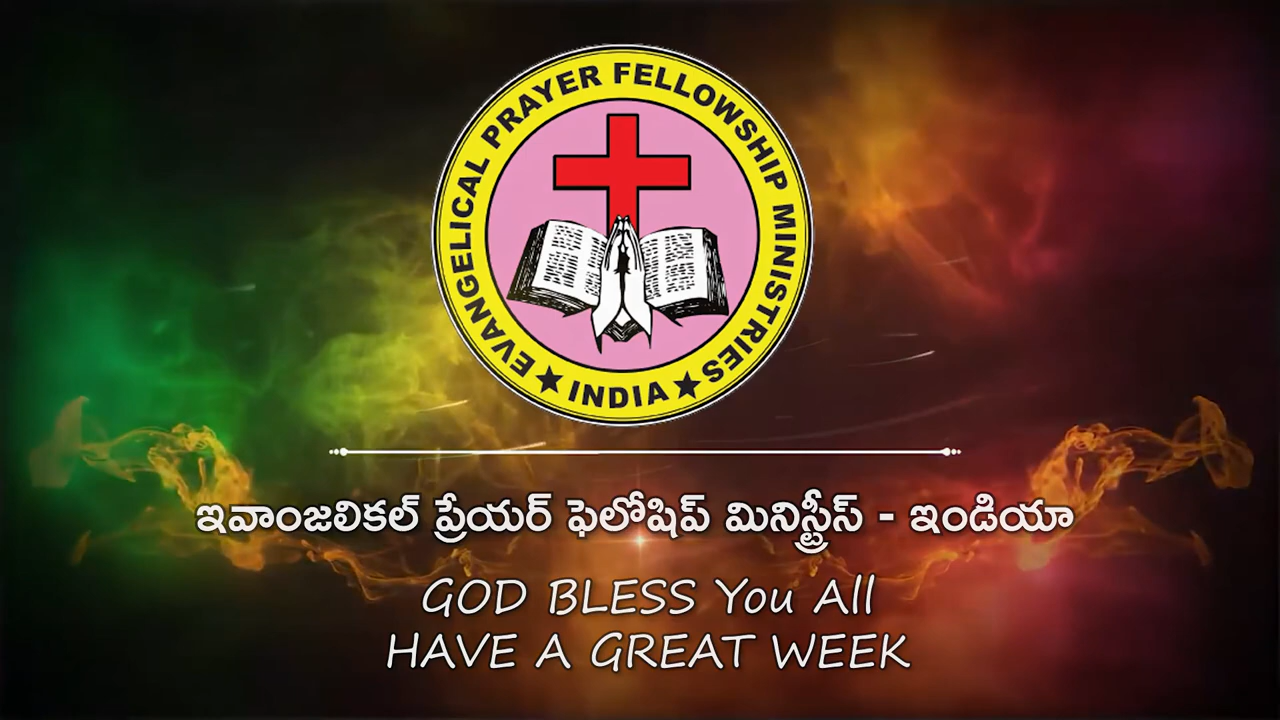 EVANGELICAL PRAYER FELLOWSHIP MINISTRIES
★ INDIA ★
ఇవాంజలికల్ ప్రేయర్ ఫెలోషిప్ మినిస్ట్రీస్ - ఇండియా
GOD BLESS You All
HAVE A GREAT WEEK